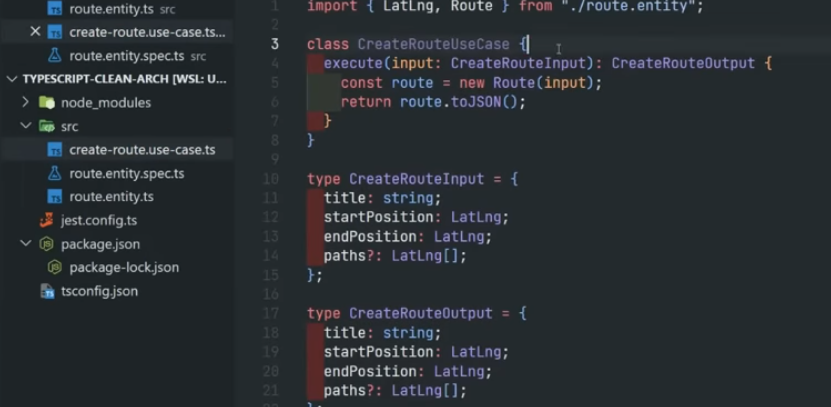 route.entity.ts src
create-route.use-case.ts...
route.entity.spec.ts src
TYPESCRIPT-CLEAN-ARCH [WSL: U...
node_modules
src
create-route.use-case.ts
route.entity.spec.ts
route.entity.ts
jest.config.ts
package.json
package-lock.json
tsconfig.json
1 import { LatLng, Route } from "./route.entity";
2
3 class CreateRouteUseCase {
4 execute(input: CreateRouteInput): CreateRouteOutput {
5 const route = new Route(input);
6 return route.toJSON();
7 }
8 }
9
10 type CreateRouteInput = {
11 title: string;
12 startPosition: LatLng;
13 endPosition: LatLng;
14 paths?: LatLng[];
15 };
16
17 type CreateRouteOutput = {
18 title: string;
19 startPosition: LatLng;
20 endPosition: LatLng;
21 paths?: LatLng[];